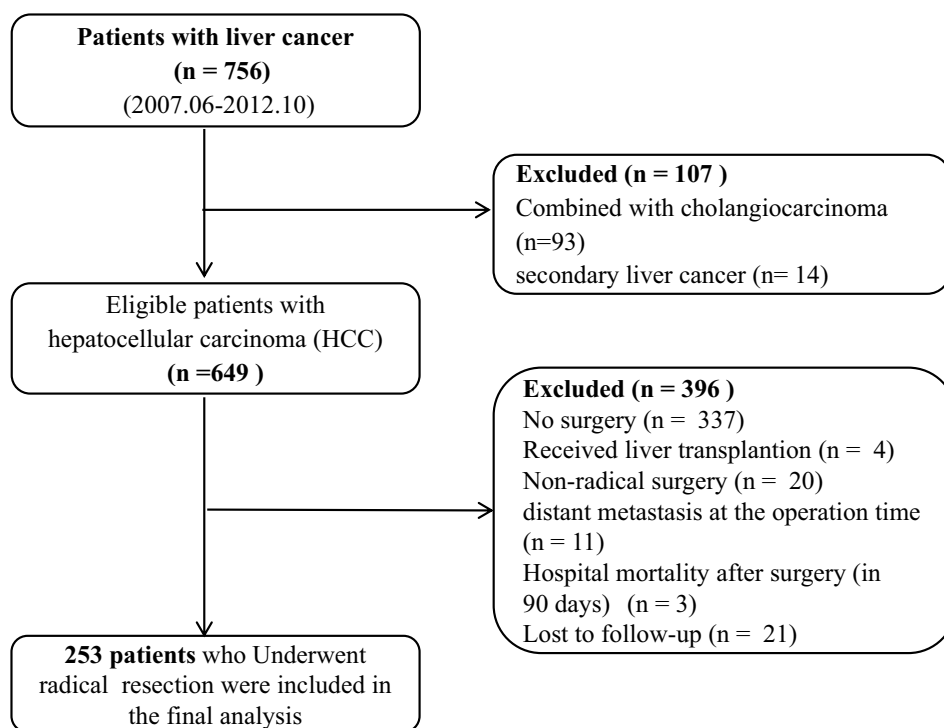 Patients with liver cancer
(n = 756)
(2007.06-2012.10)
Excluded (n = 107 )
Combined with cholangiocarcinoma
(n=93)
secondary liver cancer (n= 14)
Eligible patients with
hepatocellular carcinoma (HCC)
(n =649 )
Excluded (n = 396 )
No surgery (n = 337)
Received liver transplantion (n = 4)
Non-radical surgery (n = 20)
distant metastasis at the operation time
(n = 11)
Hospital mortality after surgery (in
90 days) (n = 3)
Lost to follow-up (n = 21)
253 patients who Underwent
radical resection were included in
the final analysis